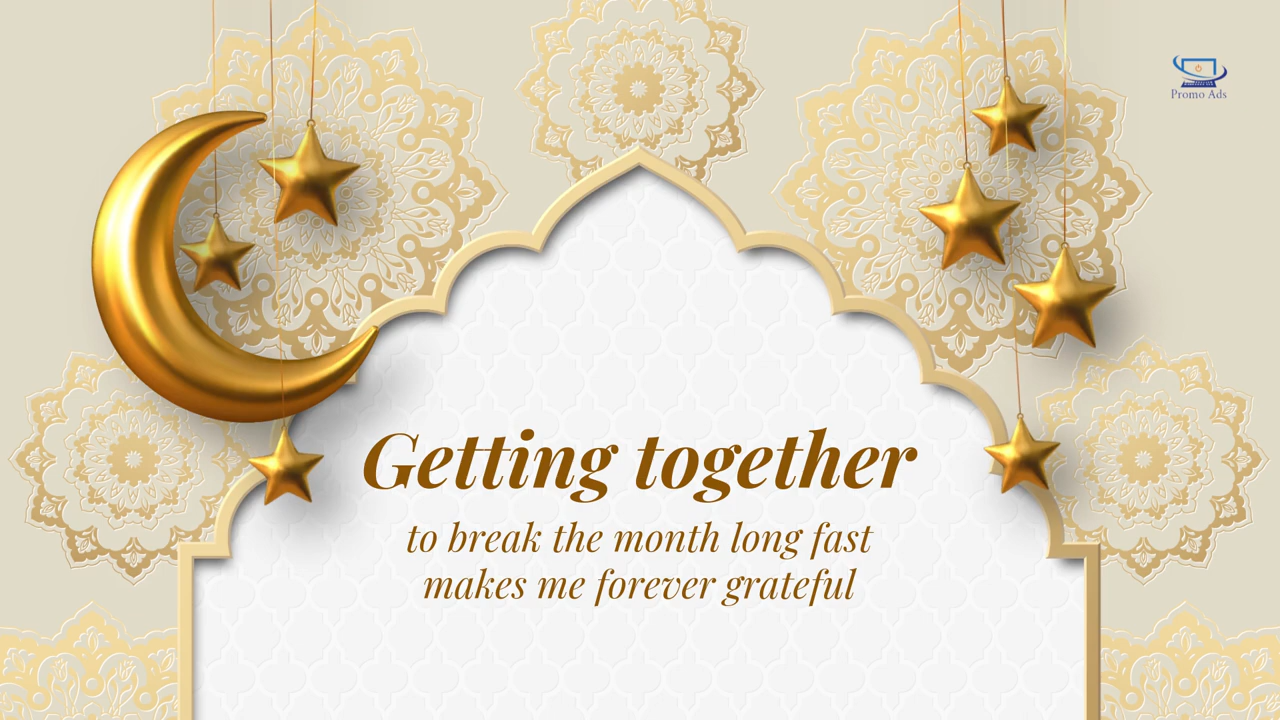 Promo Ads
Getting together
to break the month long fast
makes me forever grateful